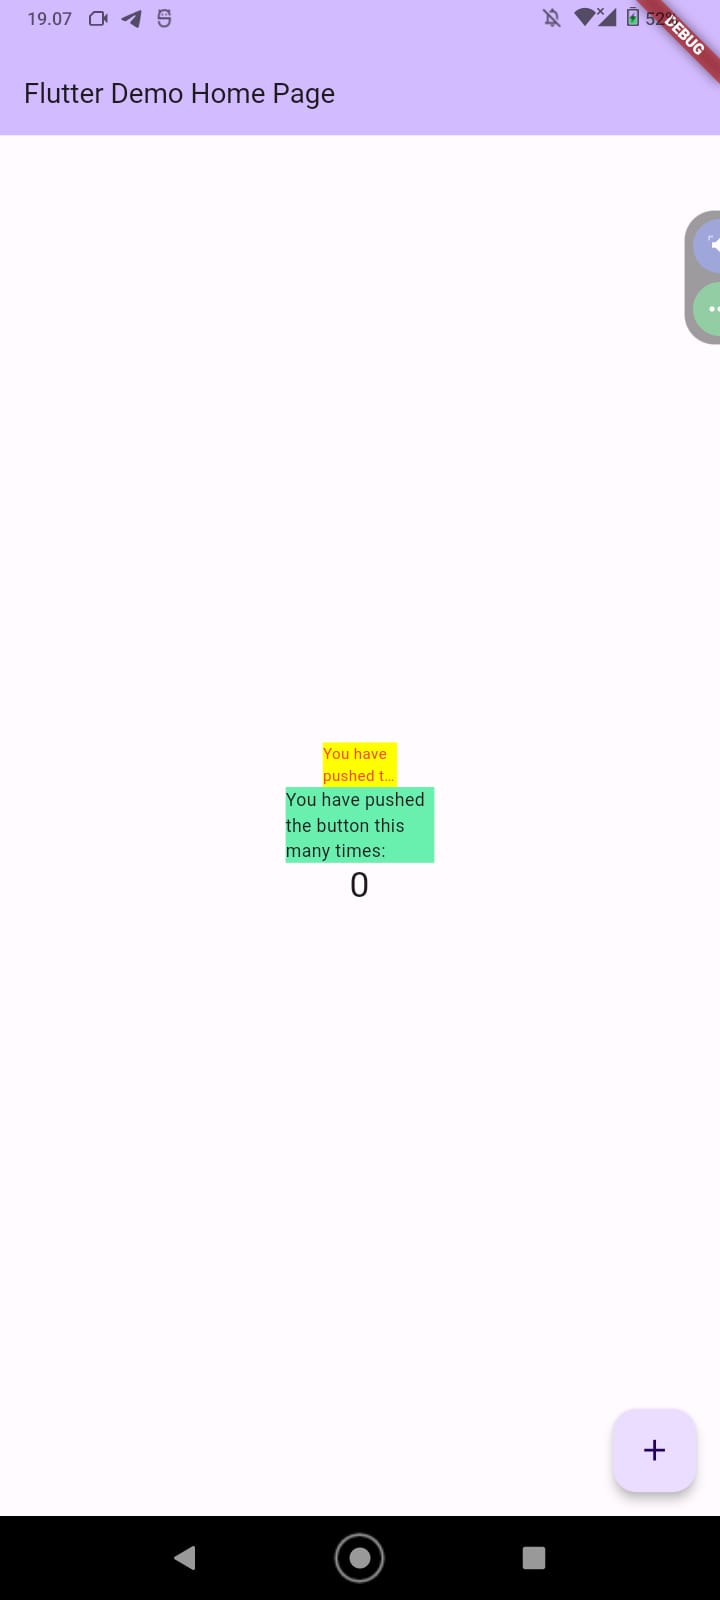 19.07
52%
DEBUG
Flutter Demo Home Page
You have
pushed t…
You have pushed
the button this
many times:
0